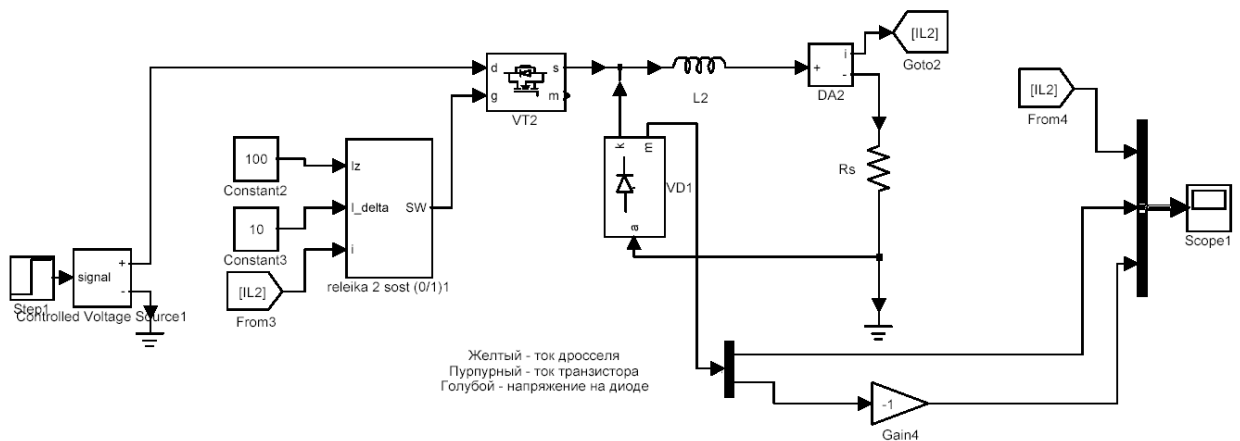 [IL2]
Goto2
d
s
i
+
-
g
m
VT2
L2
DA2
[IL2]
From4
100
Constant2
Iz
k
m
VD1
Rs
I_delta
SW
10
Constant3
a
Scope1
+
signal
-
i
Step1
Controlled Voltage Source1
[IL2]
From3
releika 2 sost (0/1)1
Желтый - ток дросселя
Пурпурный - ток транзистора
Голубой - напряжение на диоде
-1
Gain4